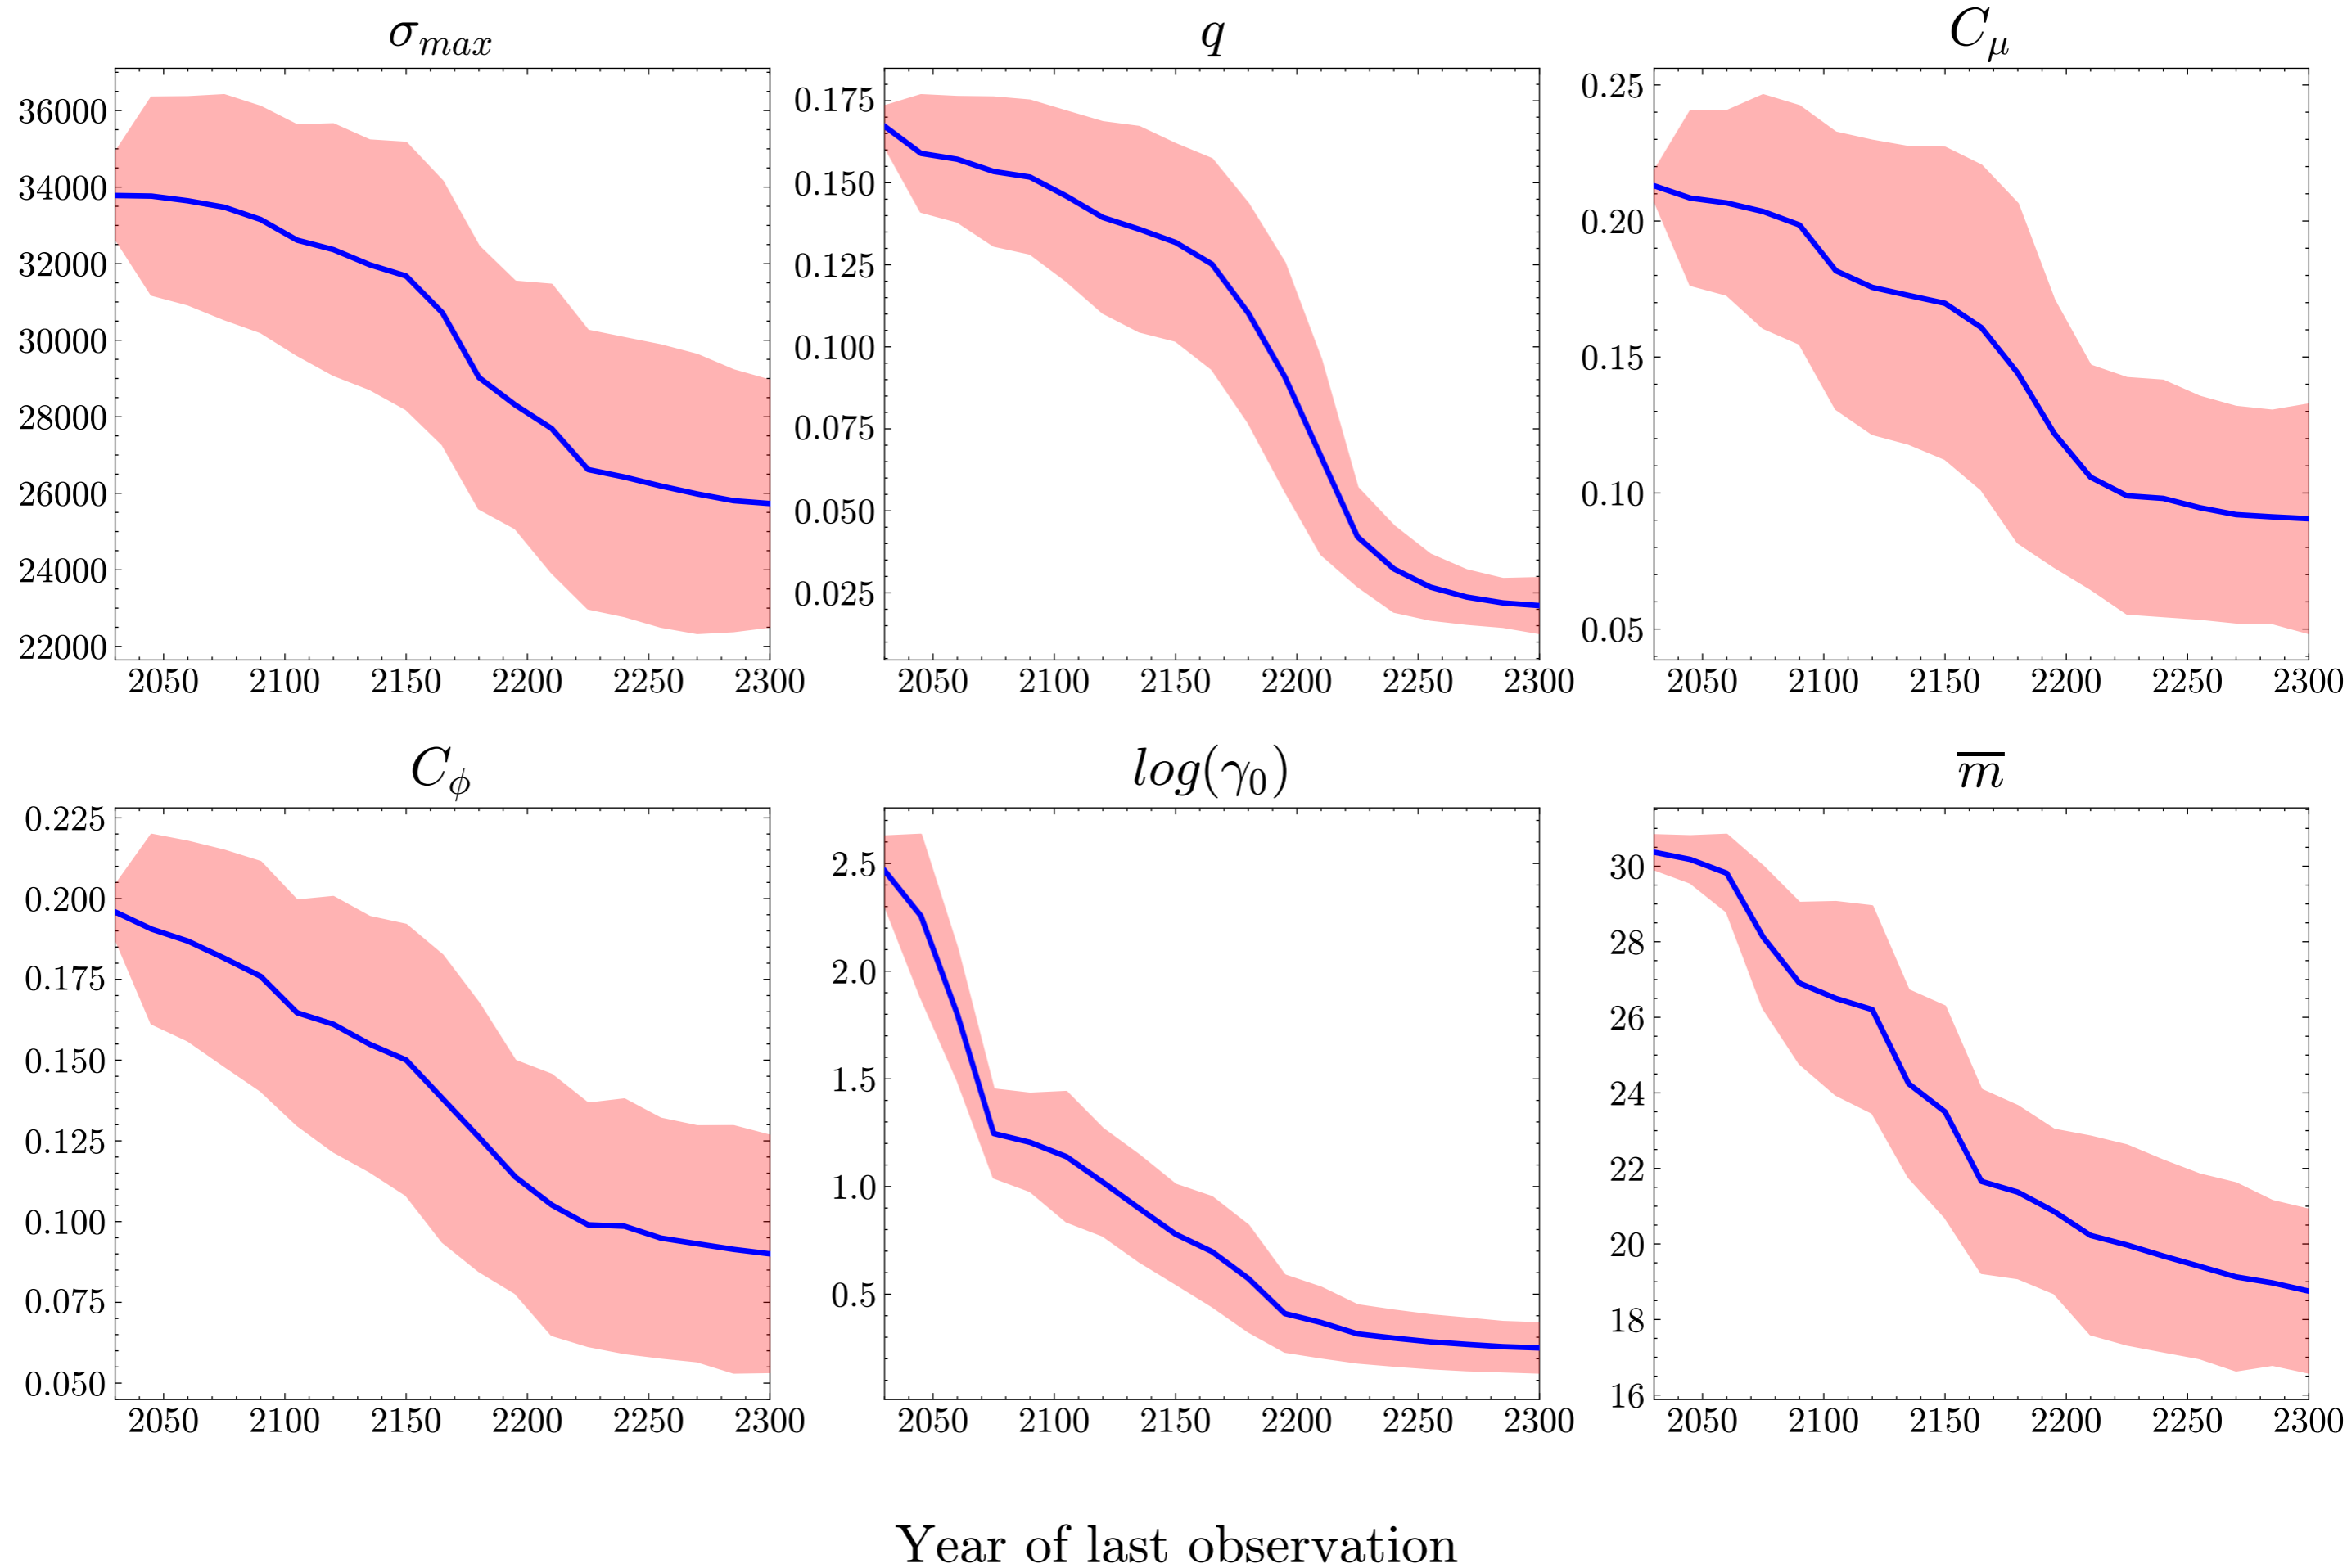 σ_max q C_μ
36000 0.175 0.25
34000 0.150 0.20
32000 0.125 0.15
30000 0.100 0.10
28000 0.075 0.05
26000 0.050
24000 0.025
22000
2050 2100 2150 2200 2250 2300 2050 2100 2150 2200 2250 2300 2050 2100 2150 2200 2250 2300
C_ϕ log(γ_0) m̅
0.225 2.5 30
0.200 2.0 28
0.175 1.5 26
0.150 1.0 24
0.125 0.5 22
0.100 20
0.075 18
0.050 16
2050 2100 2150 2200 2250 2300 2050 2100 2150 2200 2250 2300 2050 2100 2150 2200 2250 2300
Year of last observation